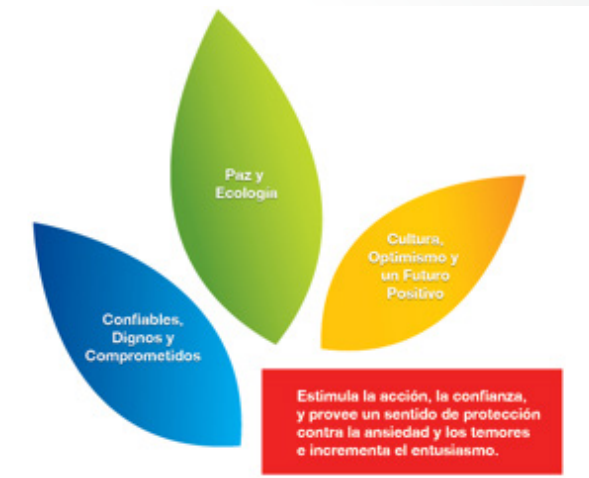 Paz y
Ecología
Cultura,
Optimismo y
un Futuro
Positivo
Confiables,
Dignos y
Comprometidos
Estimula la acción, la confianza,
y provee un sentido de protección
contra la ansiedad y los temores
e incrementa el entusiasmo.